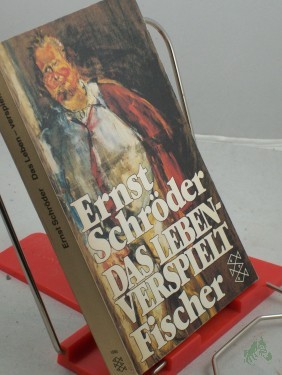 Ernst
Schröder
DAS LEBEN-
VERSPIELT
Fischer
Ernst Schröder Das Leben – verspielt